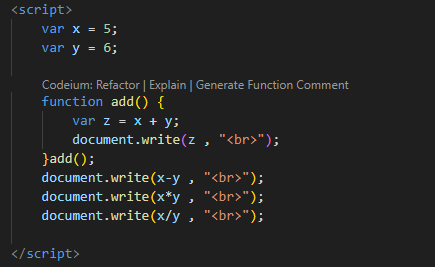 <script>
var x = 5;
var y = 6;
Codeium: Refactor | Explain | Generate Function Comment
function add() {
var z = x + y;
document.write(z , "<br>");
}add();
document.write(x-y , "<br>");
document.write(x*y , "<br>");
document.write(x/y , "<br>");
</script>